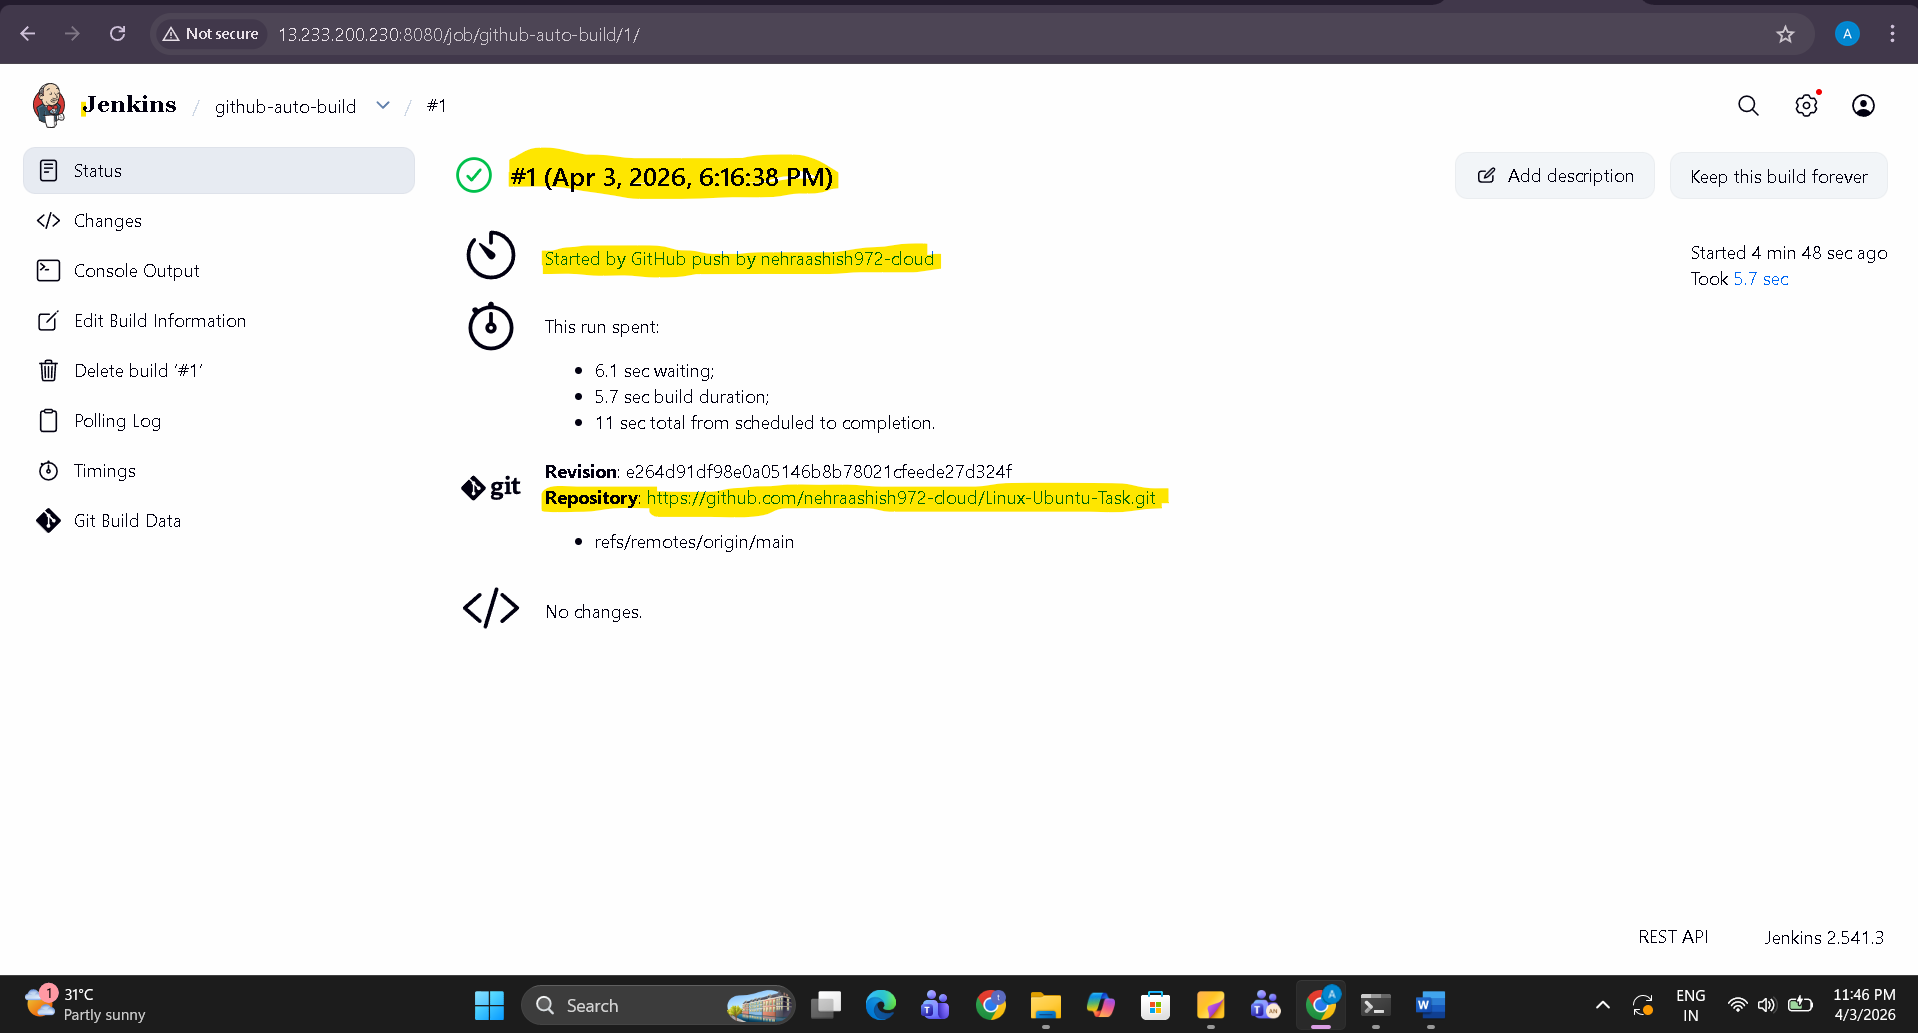 Not secure 13.233.200.230:8080/job/github-auto-build/1/
A
Jenkins / github-auto-build / #1
Status
Changes
Console Output
Edit Build Information
Delete build ‘#1’
Polling Log
Timings
Git Build Data
#1 (Apr 3, 2026, 6:16:38 PM)
Add description
Keep this build forever
Started by GitHub push by nehraashish972-cloud
Started 4 min 48 sec ago
Took 5.7 sec
This run spent:
• 6.1 sec waiting;
• 5.7 sec build duration;
• 11 sec total from scheduled to completion.
git
Revision: e264d91df98e0a05146b8b78021cfeede27d324f
Repository: https://github.com/nehraashish972-cloud/Linux-Ubuntu-Task.git
• refs/remotes/origin/main
No changes.
REST API
Jenkins 2.541.3
1
31°C
Partly sunny
Search
ENG
IN
11:46 PM
4/3/2026